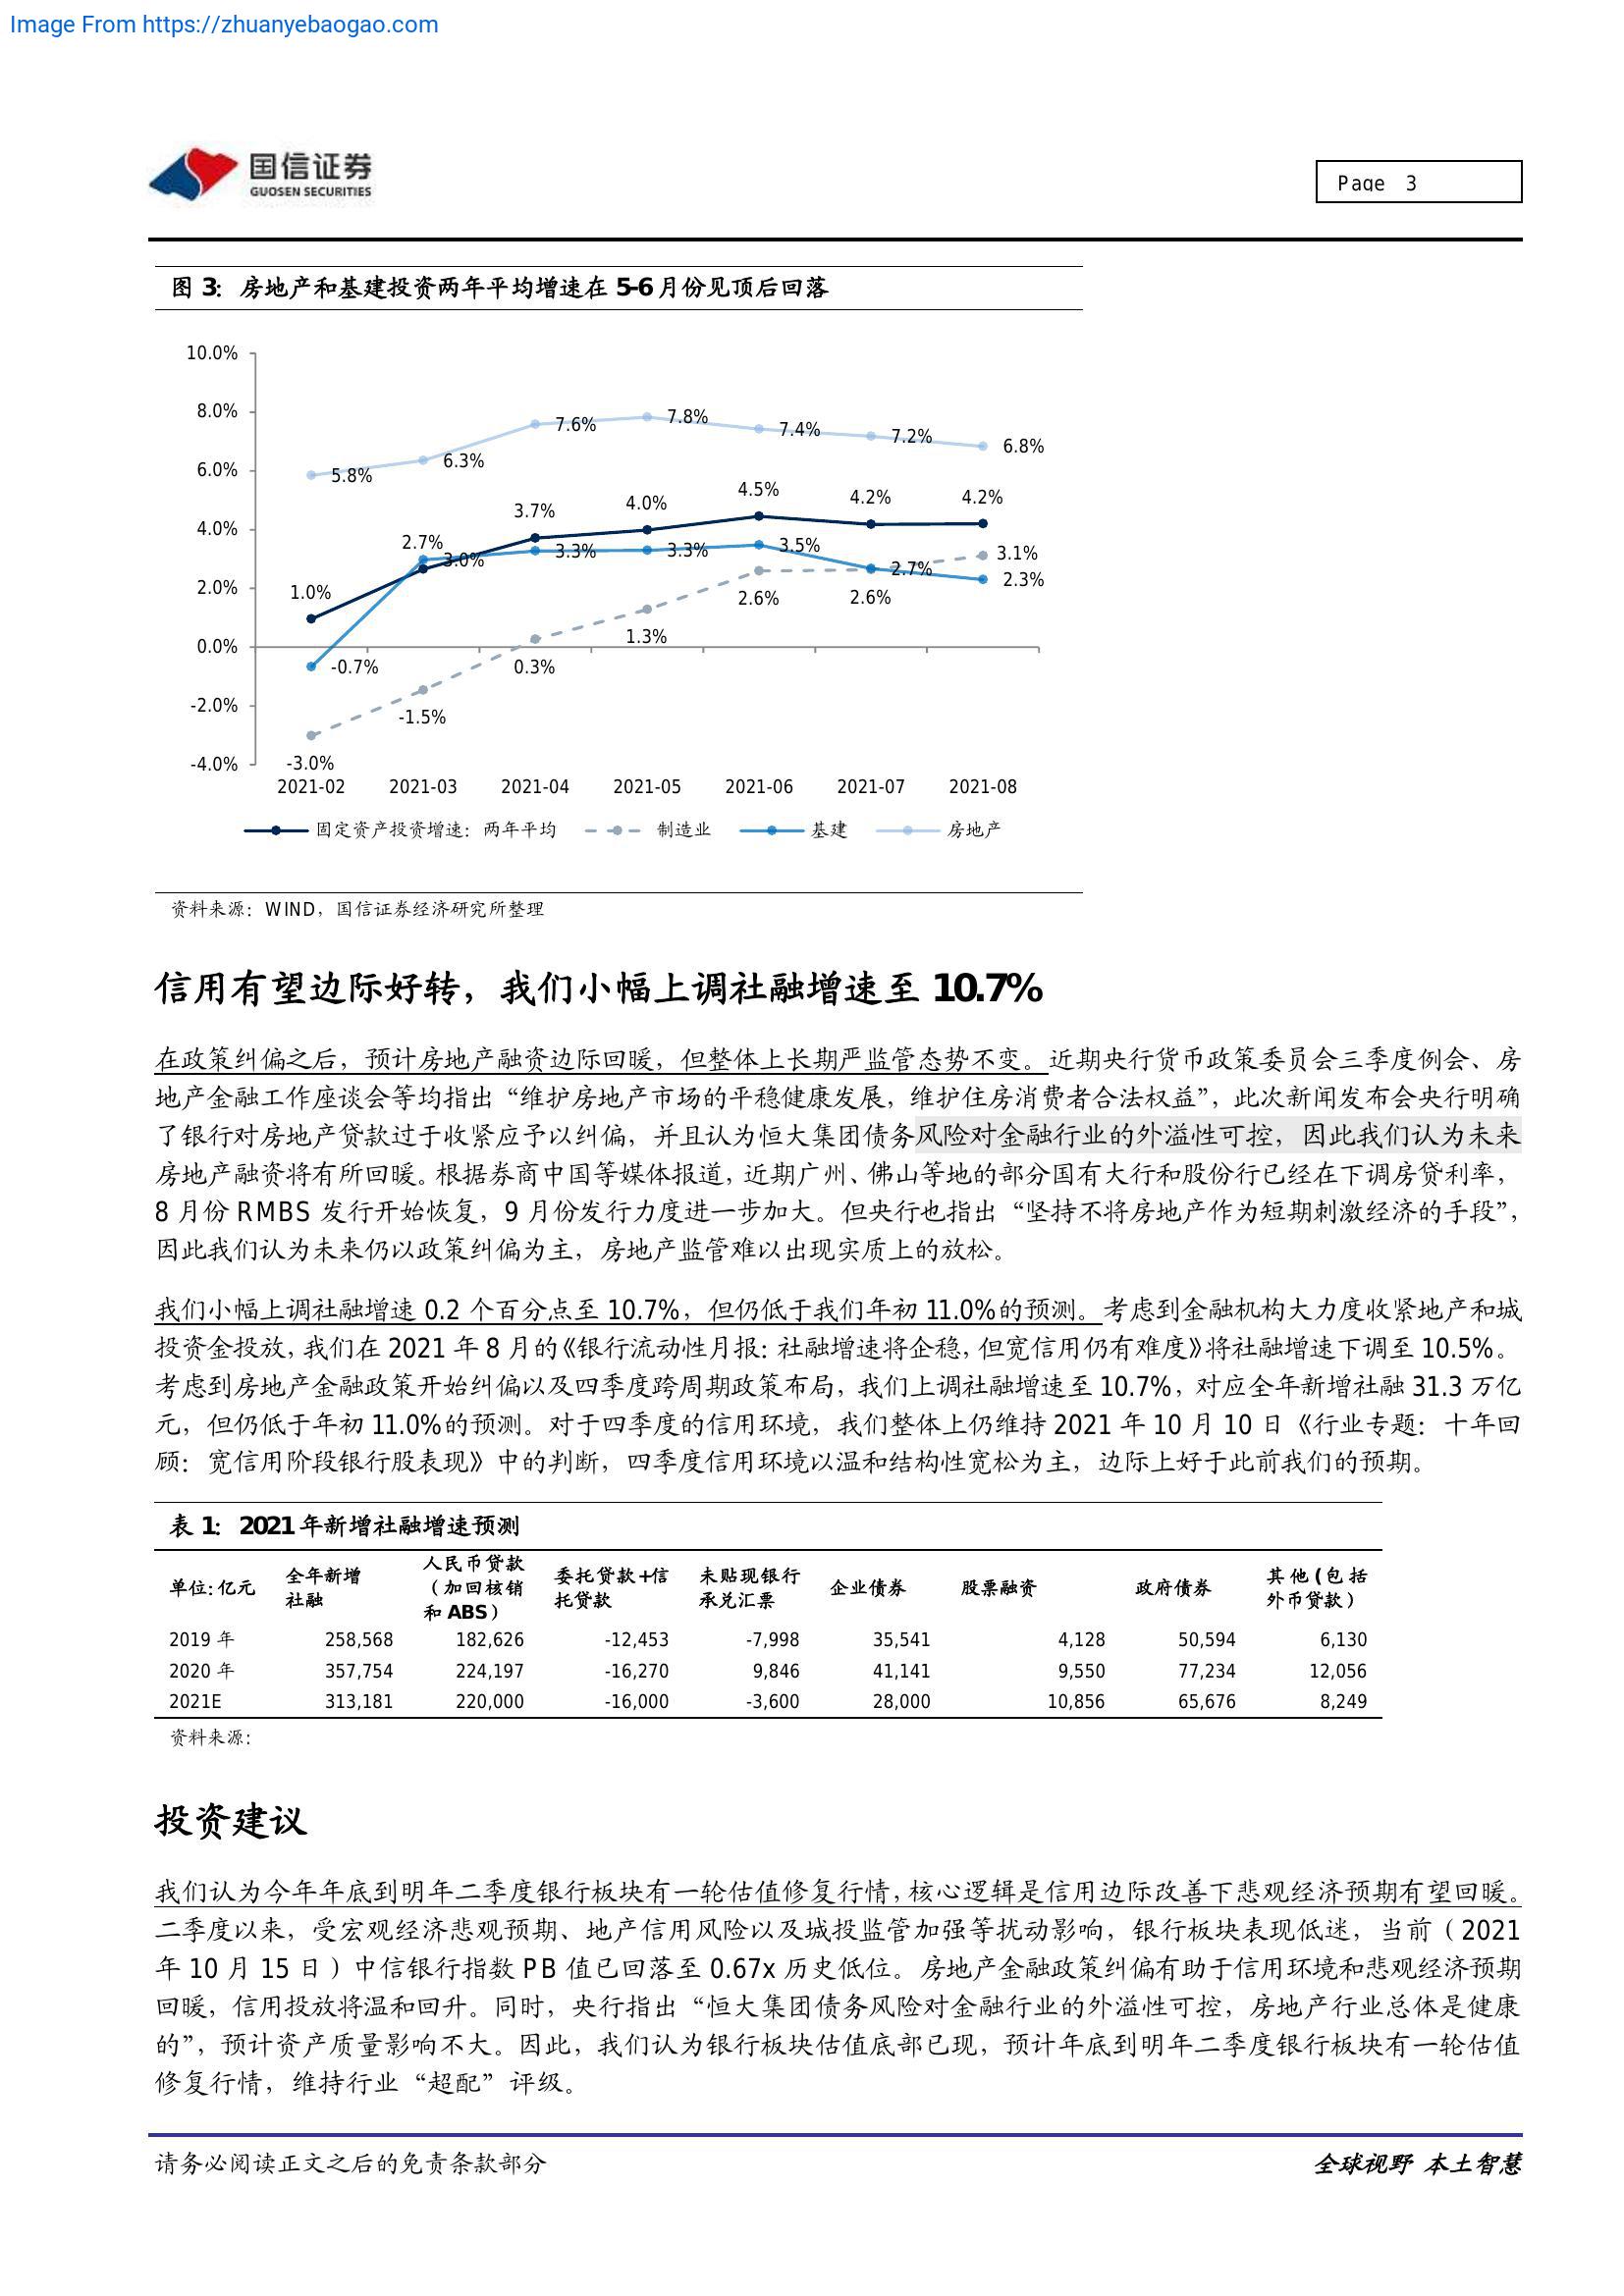 Image From https://zhuanyebaogao.com
国信证券
GUOSEN SECURITIES
Page 3
图 3: 房地产和基建投资两年平均增速在 5-6 月份见顶后回落
10.0%
8.0%
6.0%
4.0%
2.0%
0.0%
-2.0%
-4.0%
5.8%
6.3%
7.6%
7.8%
7.4%
7.2%
6.8%
1.0%
2.7%
3.7%
4.0%
4.5%
4.2%
4.2%
-0.7%
3.0%
3.3%
3.3%
3.5%
2.7%
2.3%
-3.0%
-1.5%
0.3%
1.3%
2.6%
2.6%
3.1%
2021-02 2021-03 2021-04 2021-05 2021-06 2021-07 2021-08
固定资产投资增速: 两年平均 制造业 基建 房地产
资料来源: WIND, 国信证券经济研究所整理
信用有望边际好转，我们小幅上调社融增速至 10.7%
在政策纠偏之后，预计房地产融资边际回暖，但整体上长期严监管态势不变。近期央行货币政策委员会三季度例会、房
地产金融工作座谈会等均指出“维护房地产市场的平稳健康发展，维护住房消费者合法权益”，此次新闻发布会央行明确
了银行对房地产贷款过于收紧应予以纠偏，并且认为恒大集团债务风险对金融行业的外溢性可控，因此我们认为未来
房地产融资将有所回暖。根据券商中国等媒体报道，近期广州、佛山等地的部分国有大行和股份行已经在下调房贷利率，
8 月份 RMBS 发行开始恢复，9 月份发行力度进一步加大。但央行也指出“坚持不将房地产作为短期刺激经济的手段”，
因此我们认为未来仍以政策纠偏为主，房地产监管难以出现实质上的放松。
我们小幅上调社融增速 0.2 个百分点至 10.7%，但仍低于我们年初 11.0%的预测。考虑到金融机构大力度收紧地产和城
投资金投放，我们在 2021 年 8 月的《银行流动性月报: 社融增速将企稳，但宽信用仍有难度》将社融增速下调至 10.5%。
考虑到房地产金融政策开始纠偏以及四季度跨周期政策布局，我们上调社融增速至 10.7%，对应全年新增社融 31.3 万亿
元，但仍低于年初 11.0%的预测。对于四季度的信用环境，我们整体上仍维持 2021 年 10 月 10 日《行业专题: 十年回
顾: 宽信用阶段银行股表现》中的判断，四季度信用环境以温和结构性宽松为主，边际上好于此前我们的预期。
表 1: 2021 年新增社融增速预测
单位: 亿元 全年新增社融 人民币贷款（加回核销和 ABS） 委托贷款+信托贷款 未贴现银行承兑汇票 企业债券 股票融资 政府债券 其他(包括外币贷款)
2019 年 258,568 182,626 -12,453 -7,998 35,541 4,128 50,594 6,130
2020 年 357,754 224,197 -16,270 9,846 41,141 9,550 77,234 12,056
2021E 313,181 220,000 -16,000 -3,600 28,000 10,856 65,676 8,249
资料来源:
投资建议
我们认为今年年底到明年二季度银行板块有一轮估值修复行情，核心逻辑是信用边际改善下悲观经济预期有望回暖。
二季度以来，受宏观经济悲观预期、地产信用风险以及城投监管加强等扰动影响，银行板块表现低迷，当前（2021
年 10 月 15 日）中信银行指数 PB 值已回落至 0.67x 历史低位。房地产金融政策纠偏有助于信用环境和悲观经济预期
回暖，信用投放将温和回升。同时，央行指出“恒大集团债务风险对金融行业的外溢性可控，房地产行业总体是健康
的”，预计资产质量影响不大。因此，我们认为银行板块估值底部已现，预计年底到明年二季度银行板块有一轮估值
修复行情，维持行业“超配”评级。
请务必阅读正文之后的免责条款部分
全球视野 本土智慧